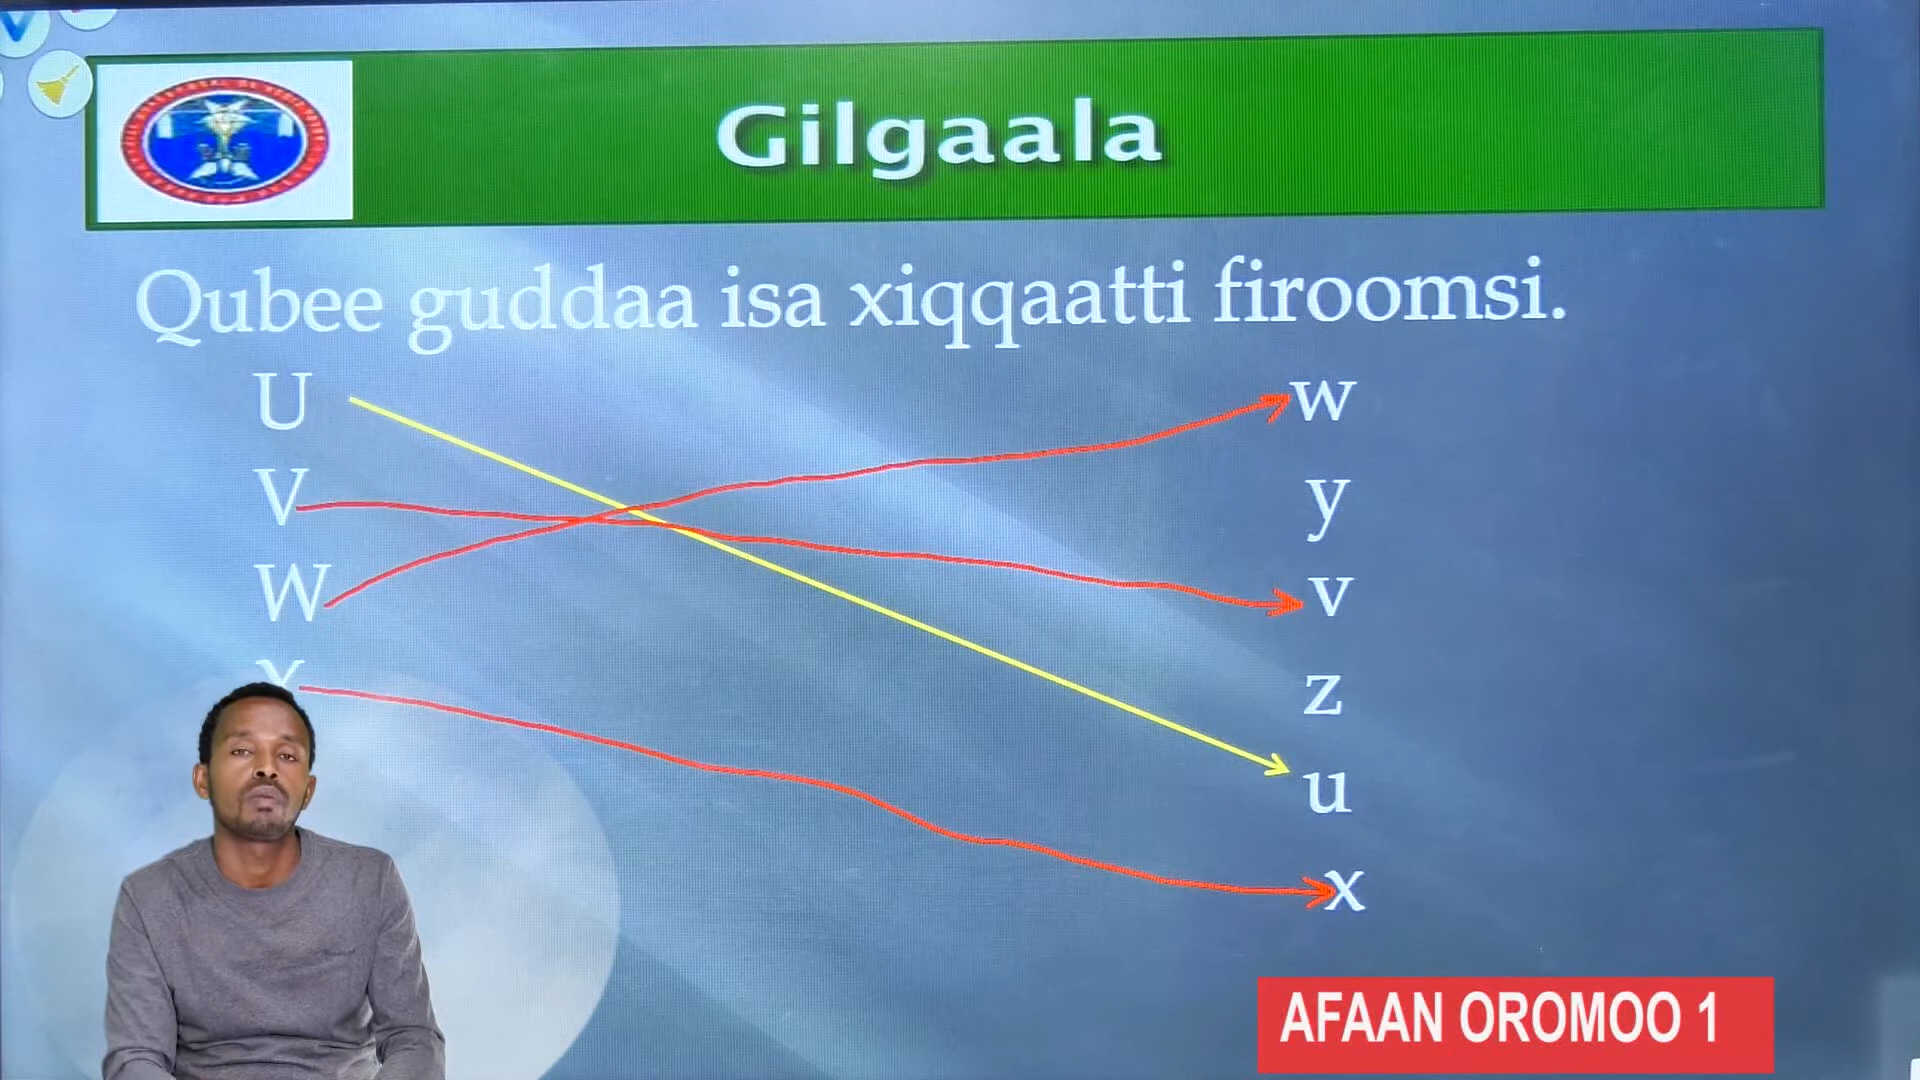 Gilgaala
Qubee guddaa isa xiqqaatti firoomsi.
U w
V y
W v
X z
u
x
AFAAN OROMOO 1